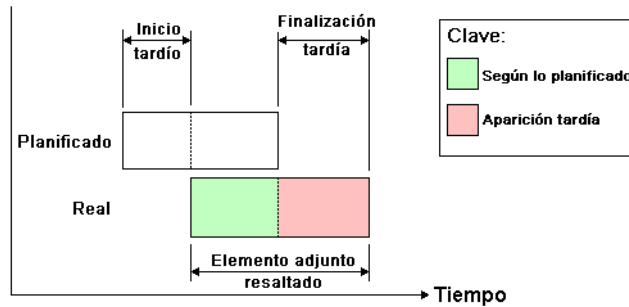 Inicio
tardío
Finalización
tardía
Clave:
Según lo planificado
Aparición tardía
Planificado
Real
Elemento adjunto
resaltado
Tiempo